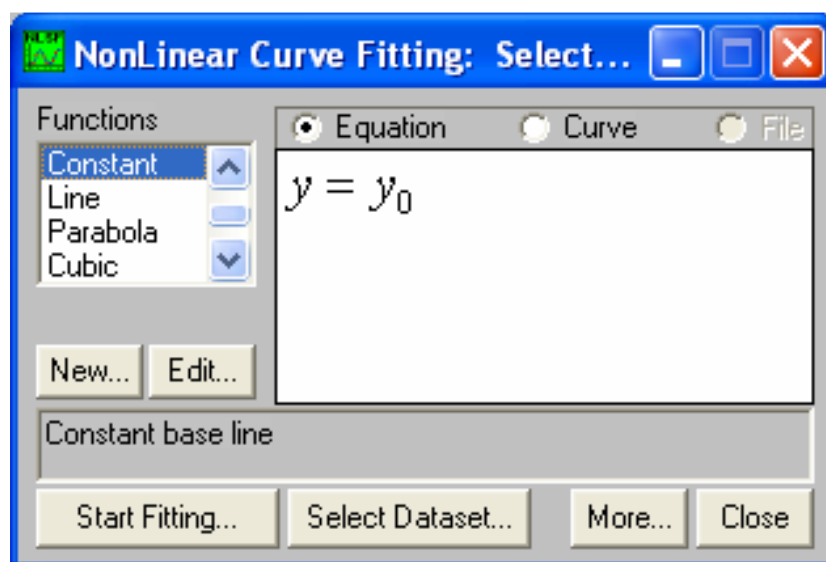 NLSF
NonLinear Curve Fitting: Select...
Functions
Equation
Curve
File
Constant
Line
Parabola
Cubic
y = y₀
New...
Edit...
Constant base line
Start Fitting...
Select Dataset...
More...
Close